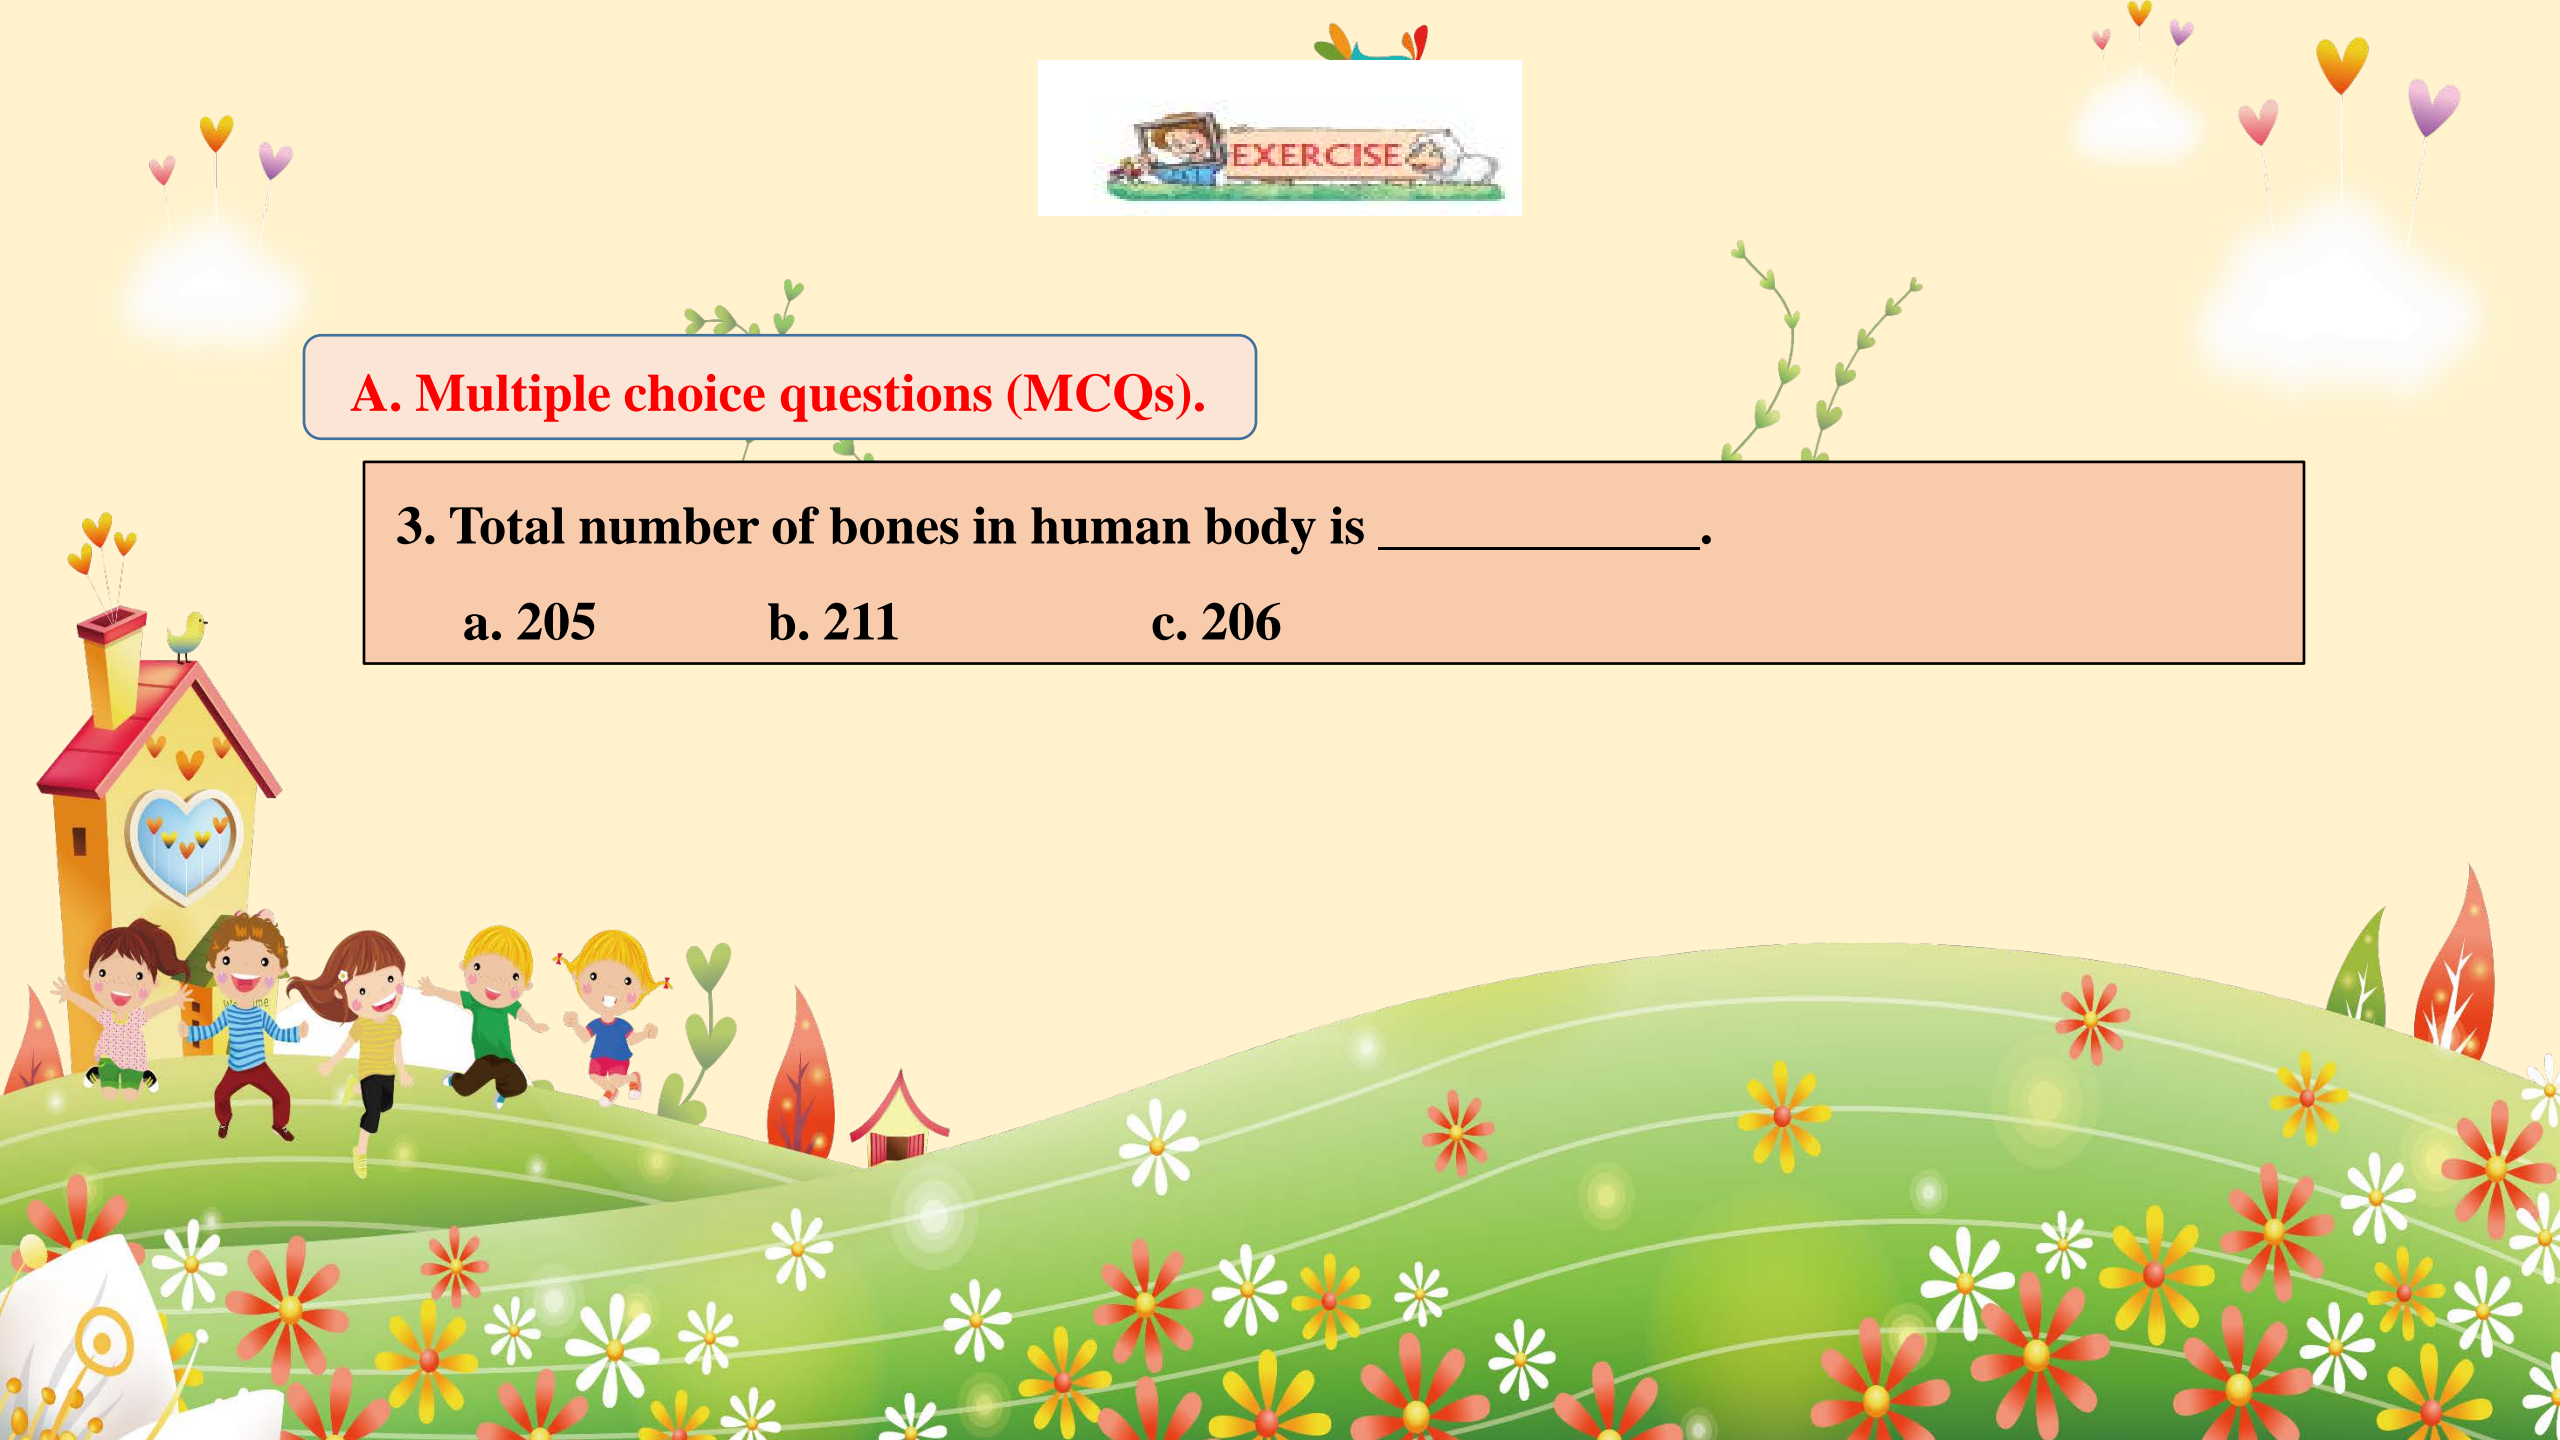 EXERCISE
A. Multiple choice questions (MCQs).
3. Total number of bones in human body is ____________.
a. 205 b. 211 c. 206